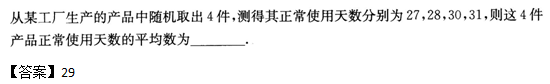 从某工厂生产的产品中随机取出4件,测得其正常使用天数分别为27,28,30,31,则这4件
产品正常使用天数的平均数为________.
【答案】29